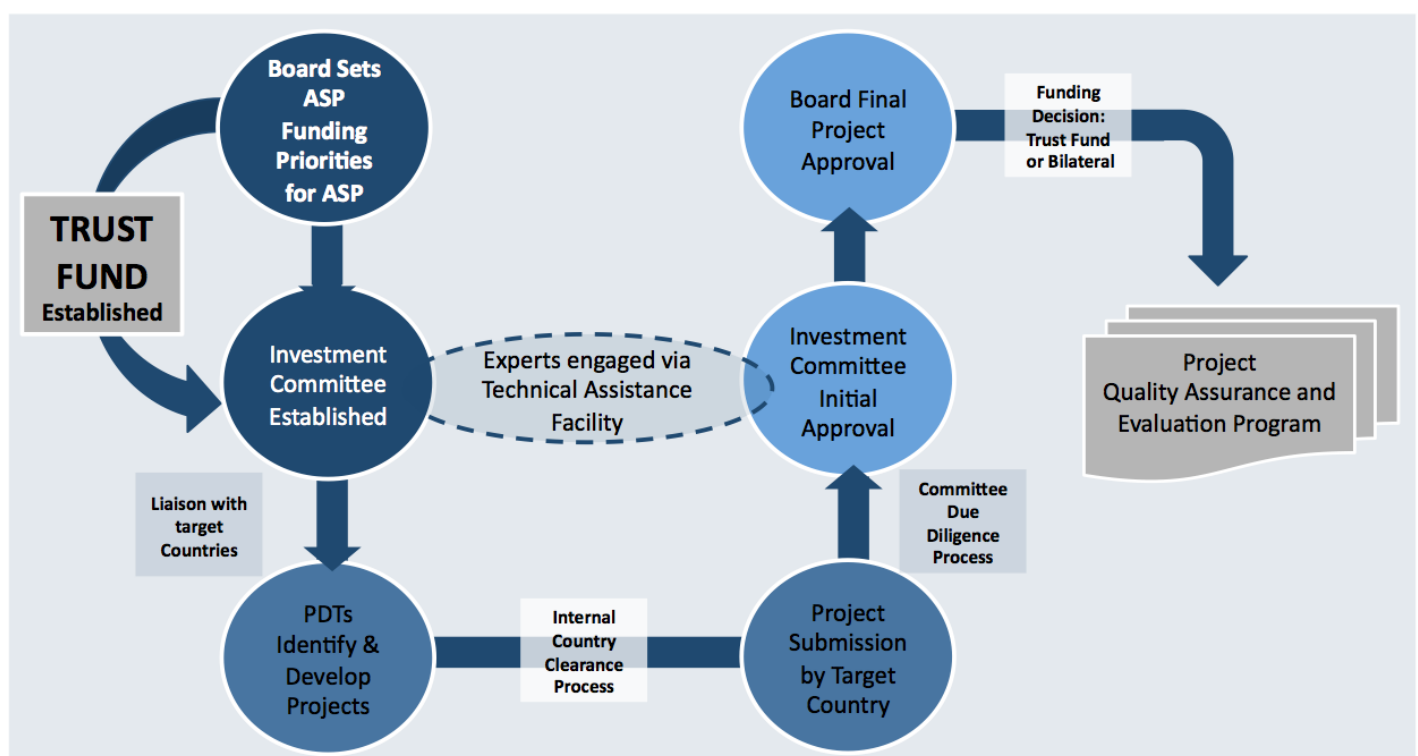 Board Sets
ASP
Funding
Priorities
for ASP
TRUST
FUND
Established
Investment
Committee
Established
Experts engaged via
Technical Assistance
Facility
Liaison with
target
Countries
PDTs
Identify &
Develop
Projects
Internal
Country
Clearance
Process
Project
Submission
by Target
Country
Committee
Due
Diligence
Process
Investment
Committee
Initial
Approval
Board Final
Project
Approval
Funding
Decision:
Trust Fund
or Bilateral
Project
Quality Assurance and
Evaluation Program